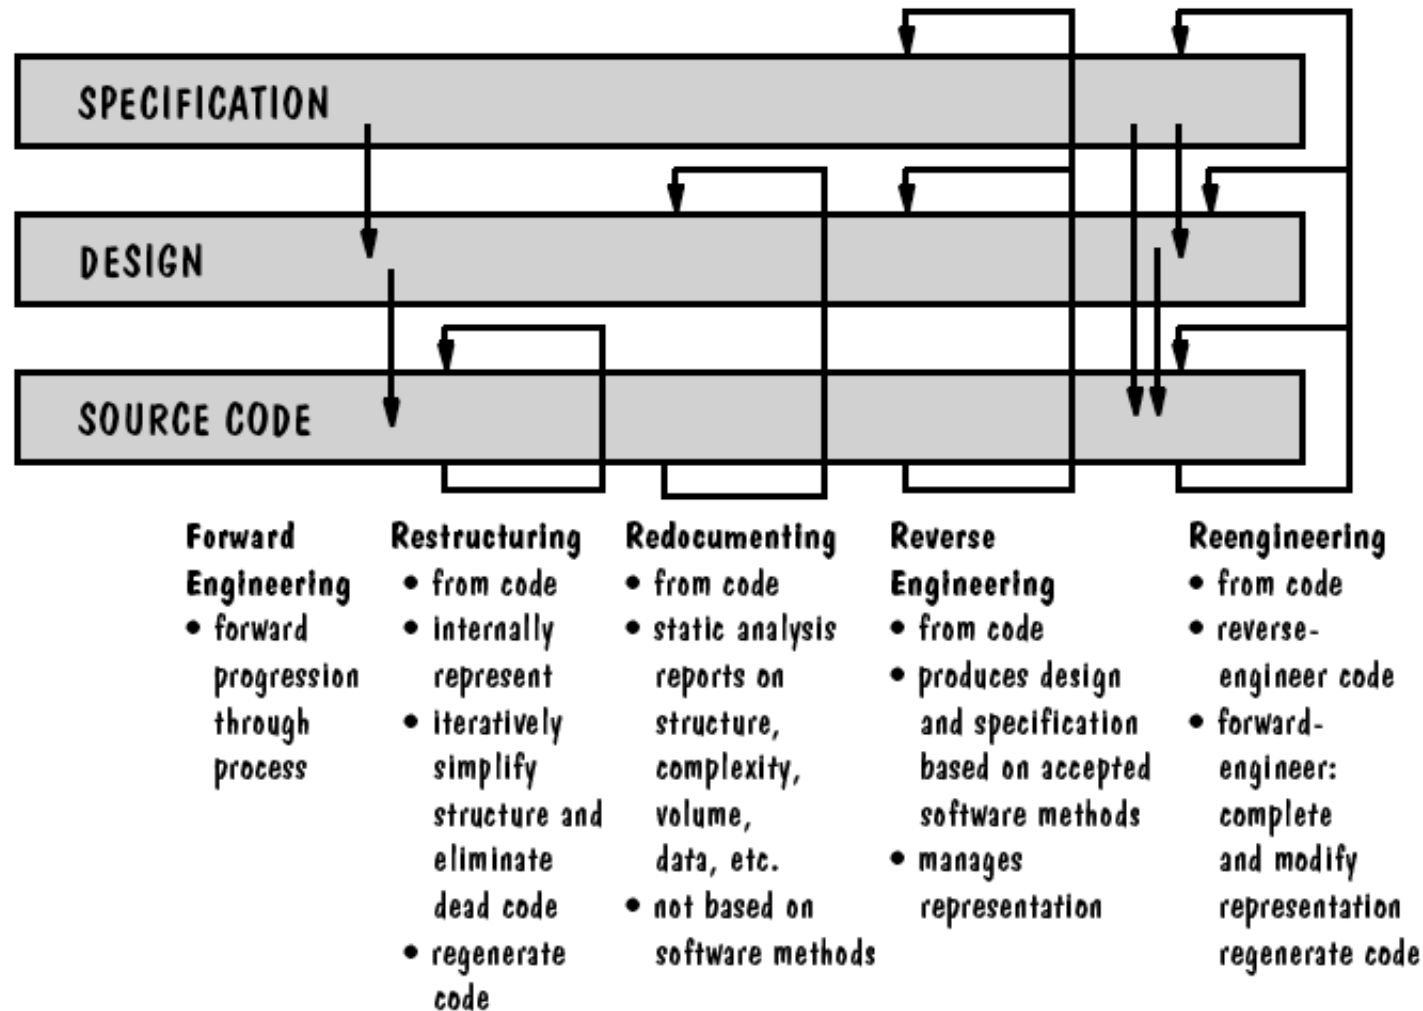 SPECIFICATION
DESIGN
SOURCE CODE
Forward
Engineering
• forward
progression
through
process
Restructuring
• from code
• internally
represent
• iteratively
simplify
structure and
eliminate
dead code
• regenerate
code
Redocumenting
• from code
• static analysis
reports on
structure,
complexity,
volume,
data, etc.
• not based on
software methods
Reverse
Engineering
• from code
• produces design
and specification
based on accepted
software methods
• manages
representation
Reengineering
• from code
• reverse-
engineer code
• forward-
engineer:
complete
and modify
representation
regenerate code